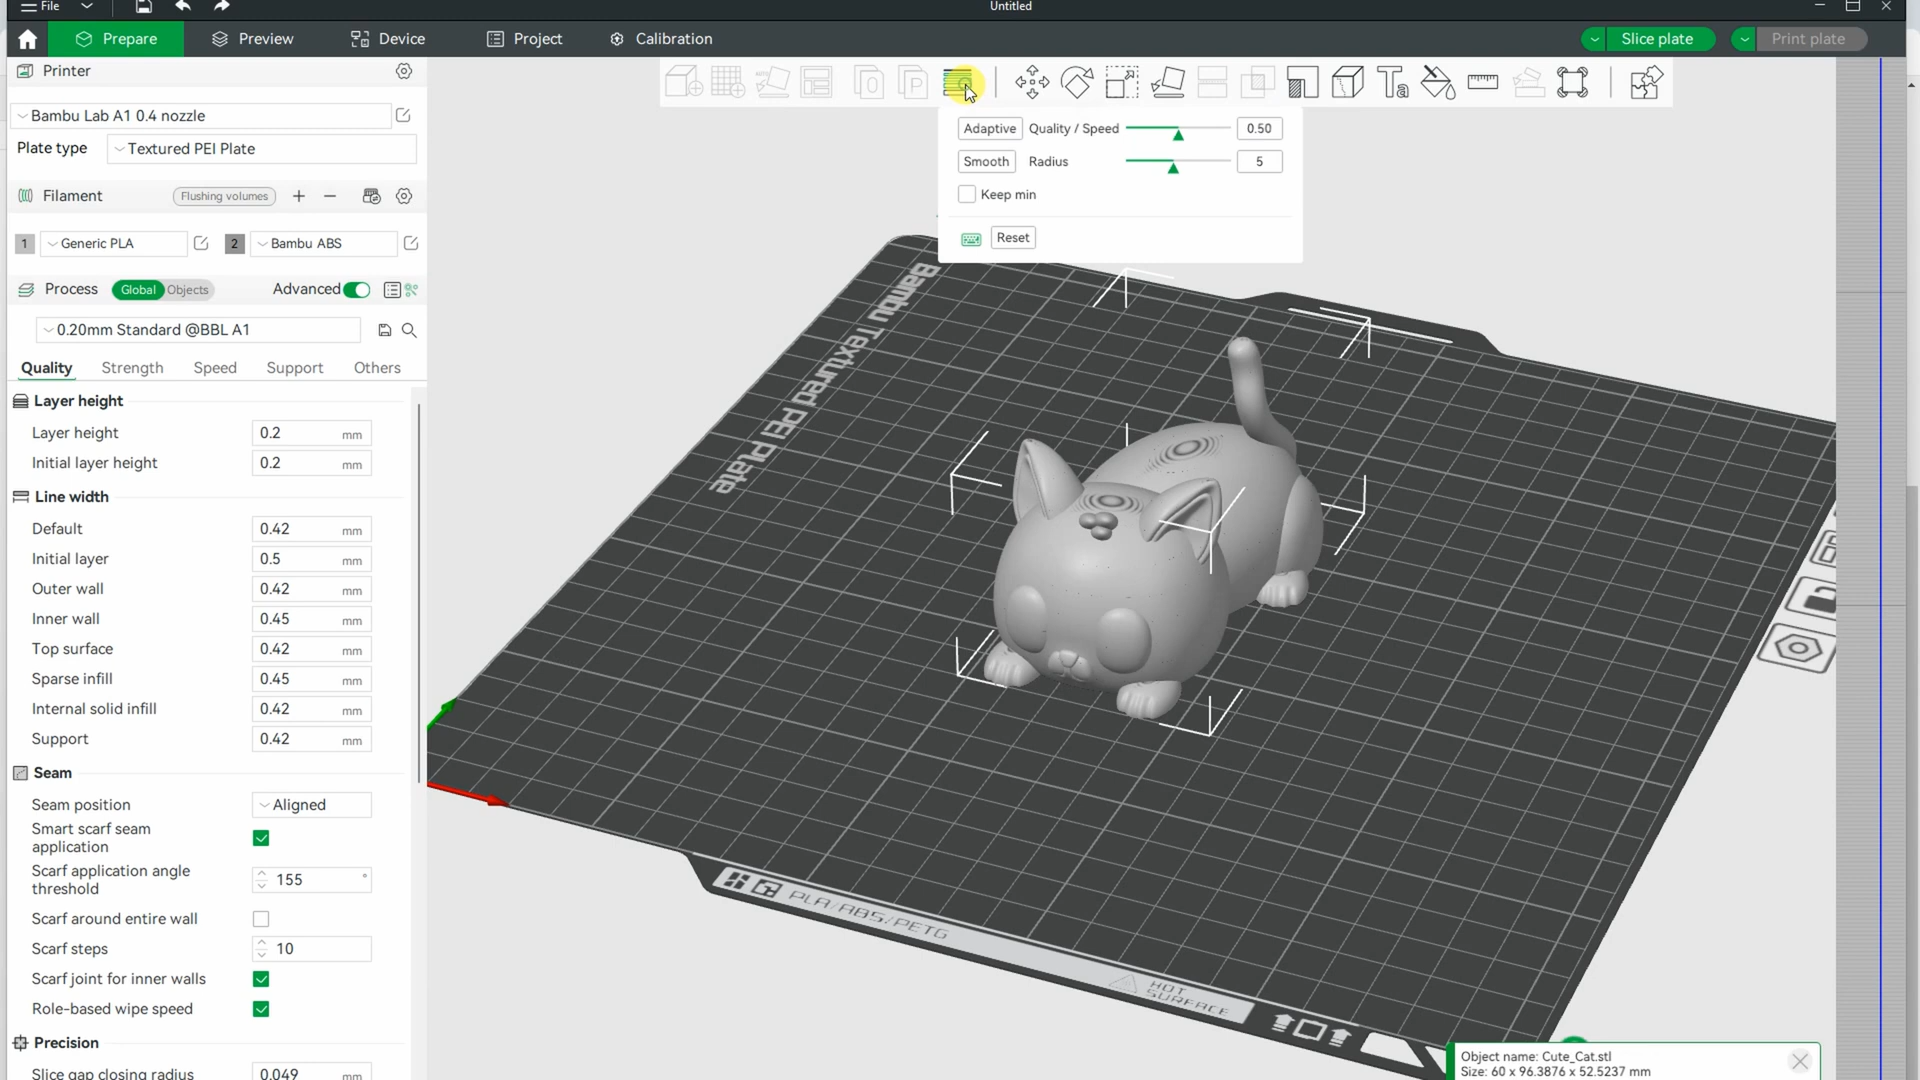 File
Untitled
Prepare
Preview
Device
Project
Calibration
Slice plate
Print plate
Printer
Bambu Lab A1 0.4 nozzle
Plate type
Textured PEI Plate
Filament
Flushing volumes
1
Generic PLA
2
Bambu ABS
Process
Global
Objects
Advanced
0.20mm Standard @BBL A1
Quality
Strength
Speed
Support
Others
Layer height
Layer height 0.2 mm
Initial layer height 0.2 mm
Line width
Default 0.42 mm
Initial layer 0.5 mm
Outer wall 0.42 mm
Inner wall 0.45 mm
Top surface 0.42 mm
Sparse infill 0.45 mm
Internal solid infill 0.42 mm
Support 0.42 mm
Seam
Seam position Aligned
Smart scarf seam
application
Scarf application angle
threshold
155 °
Scarf around entire wall
Scarf steps 10
Scarf joint for inner walls
Role-based wipe speed
Precision
Slice gap closing radius 0.049 mm
Adaptive Quality / Speed 0.50
Smooth Radius 5
Keep min
Reset
Bambu Textured PEI Plate
PLA/ABS/PETG
HOT
SURFACE
Object name: Cute_Cat.stl
Size: 60 x 96.3876 x 52.5237 mm